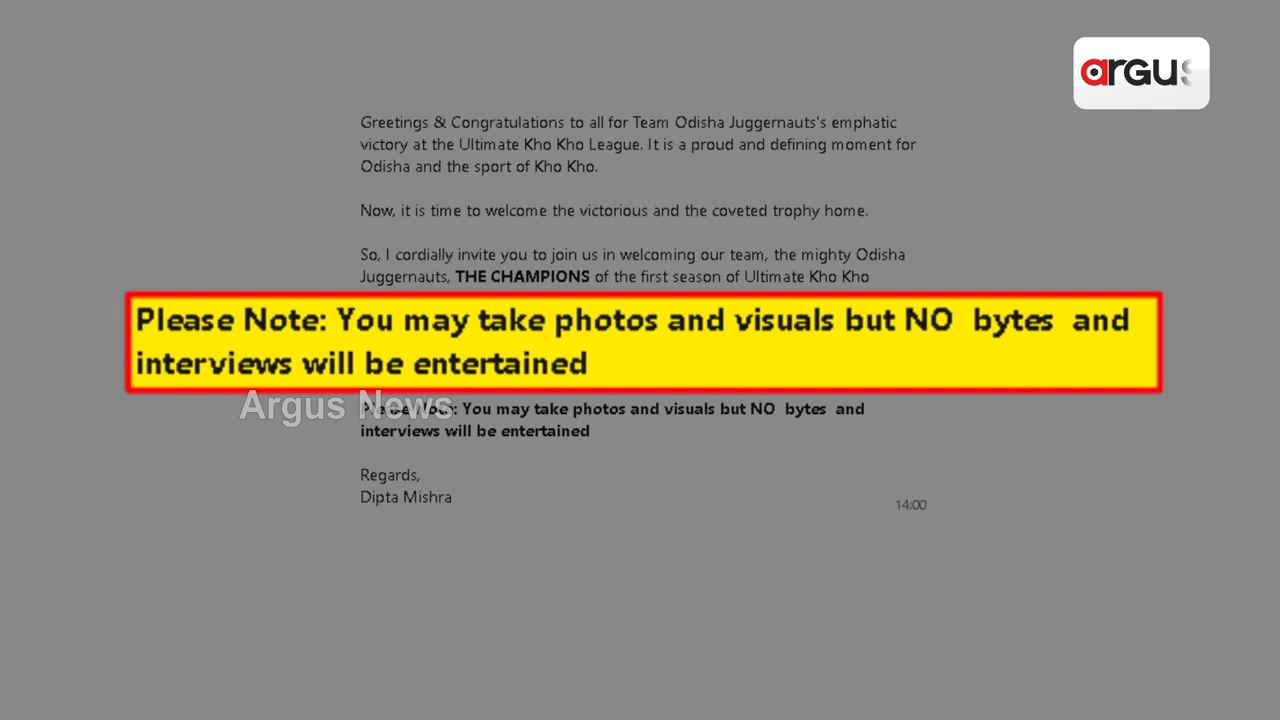 argus
Greetings & Congratulations to all for Team Odisha Juggernauts's emphatic
victory at the Ultimate Kho Kho League. It is a proud and defining moment for
Odisha and the sport of Kho Kho.
Now, it is time to welcome the victorious and the coveted trophy home.
So, I cordially invite you to join us in welcoming our team, the mighty Odisha
Juggernauts, THE CHAMPIONS of the first season of Ultimate Kho Kho
Please Note: You may take photos and visuals but NO bytes and
interviews will be entertained
Argus News
Please Note: You may take photos and visuals but NO bytes and
interviews will be entertained
Regards,
Dipta Mishra
14:00